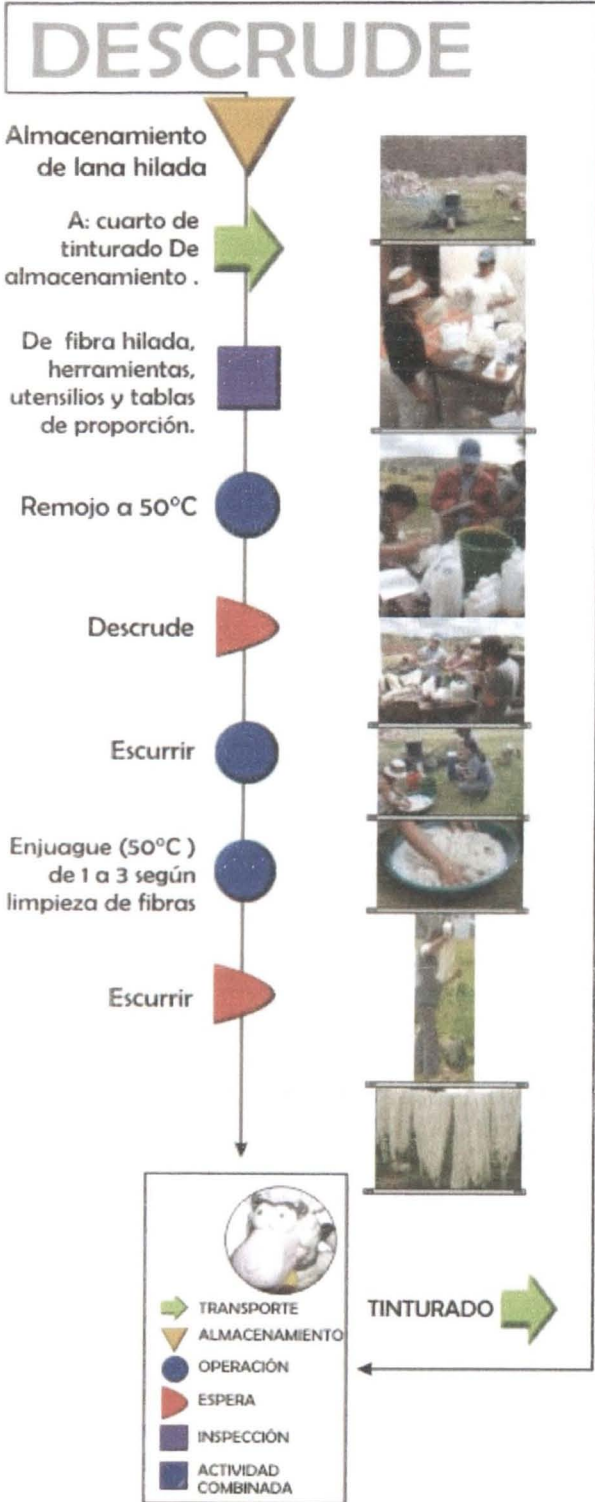 DESCRUDE
Almacenamiento
de lana hilada
A: cuarto de
tinturado De
almacenamiento .
De fibra hilada,
herramientas,
utensilios y tablas
de proporción.
Remojo a 50°C
Descrude
Escurrir
Enjuague (50°C )
de 1 a 3 según
limpieza de fibras
Escurrir
TRANSPORTE
ALMACENAMIENTO
OPERACIÓN
ESPERA
INSPECCIÓN
ACTIVIDAD
COMBINADA
TINTURADO